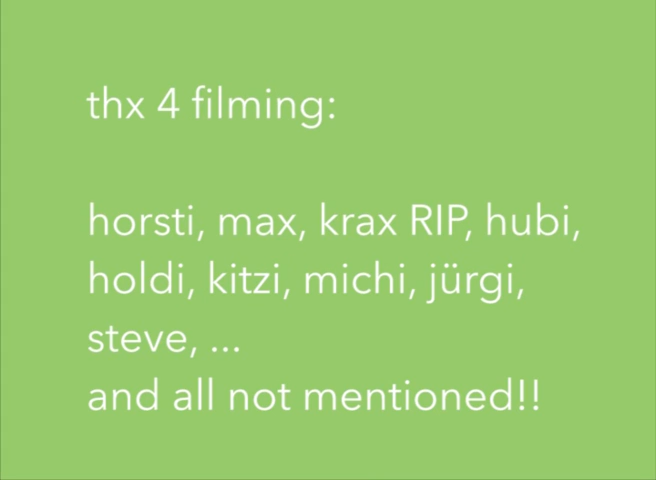 thx 4 filming:
horsti, max, krax RIP, hubi,
holdi, kitzi, michi, jürgi,
steve, ...
and all not mentioned!!